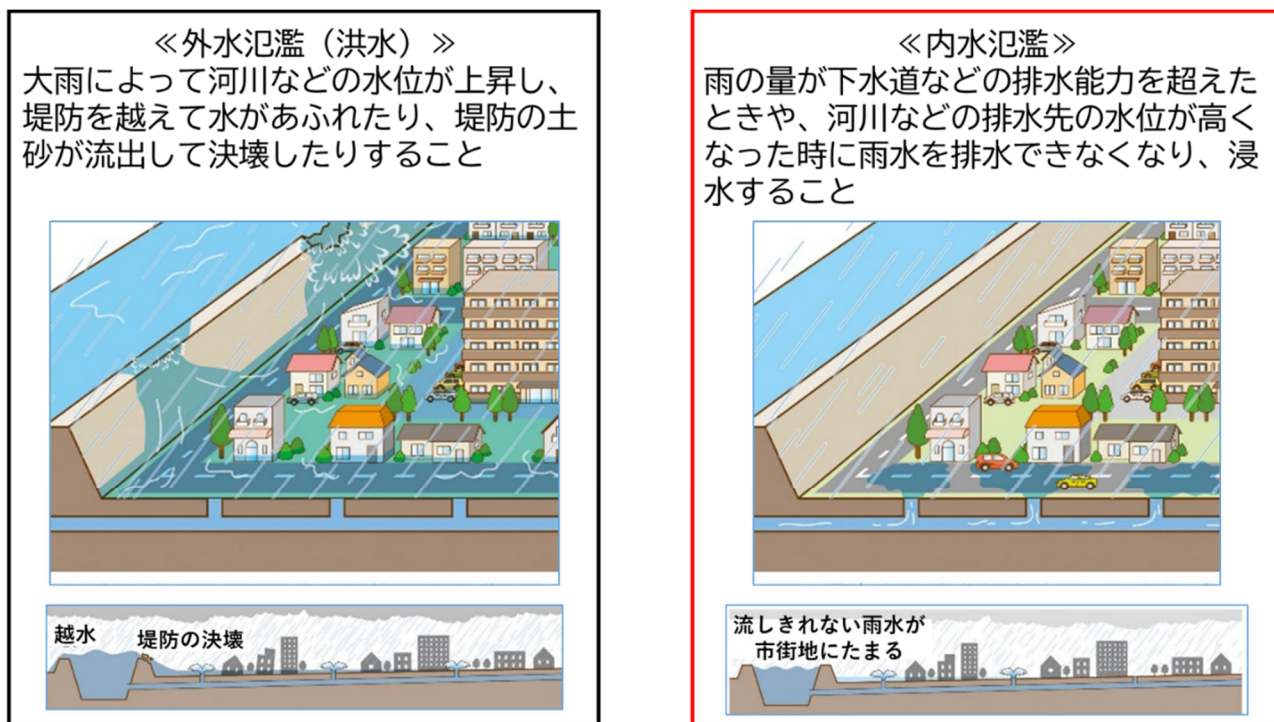 ≪外水氾濫（洪水）≫
大雨によって河川などの水位が上昇し、
堤防を越えて水があふれたり、堤防の土
砂が流出して決壊したりすること
越水
堤防の決壊
≪内水氾濫≫
雨の量が下水道などの排水能力を超えた
ときや、河川などの排水先の水位が高く
なった時に雨水を排水できなくなり、浸
水すること
流しきれない雨水が
市街地にたまる